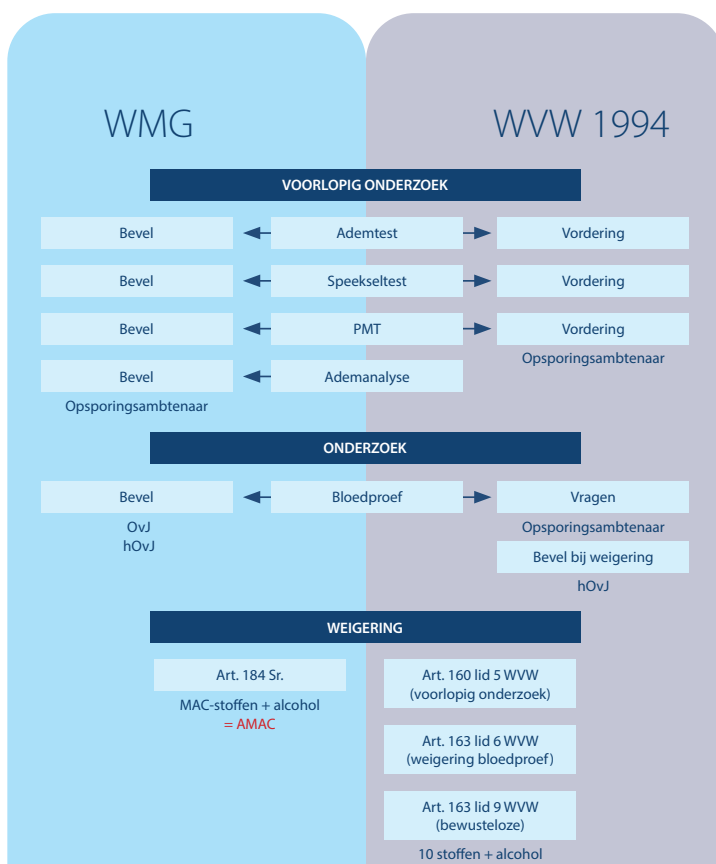 WMG
WVW 1994
VOORLOPIG ONDERZOEK
Bevel
Ademtest
Vordering
Bevel
Speekseltest
Vordering
Bevel
PMT
Vordering
Opsporingsambtenaar
Bevel
Ademanalyse
Opsporingsambtenaar
ONDERZOEK
Bevel
Bloedproef
Vragen
OvJ
hOvJ
Opsporingsambtenaar
Bevel bij weigering
hOvJ
WEIGERING
Art. 184 Sr.
MAC-stoffen + alcohol
= AMAC
Art. 160 lid 5 WVW
(voorlopig onderzoek)
Art. 163 lid 6 WVW
(weigering bloedproef)
Art. 163 lid 9 WVW
(bewusteloze)
10 stoffen + alcohol